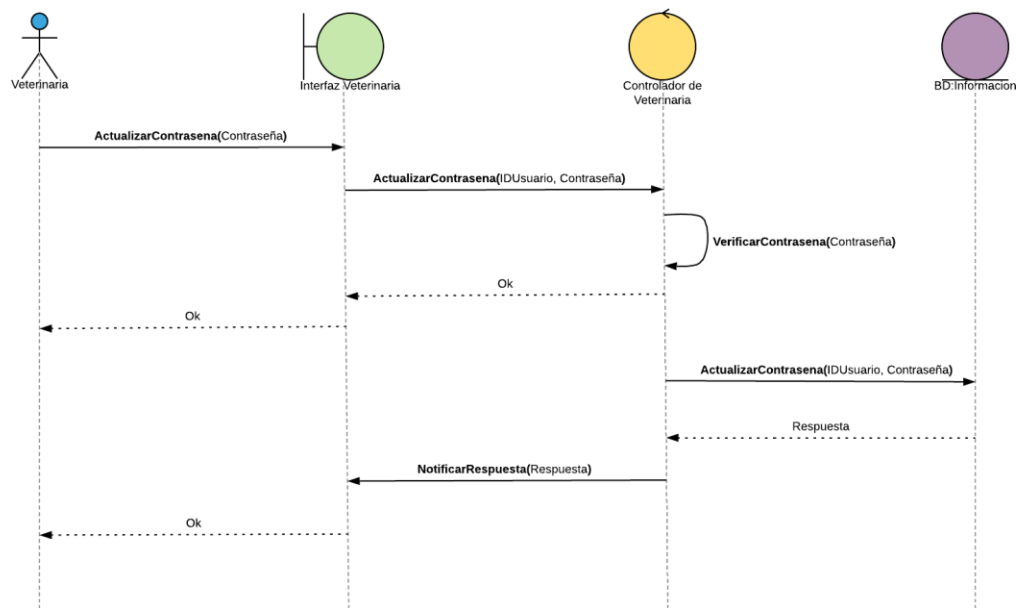 Veterinaria
Interfaz Veterinaria
Controlador de
Veterinaria
BD:Informacion
ActualizarContrasena(Contraseña)
ActualizarContrasena(IDUsuario, Contraseña)
VerificarContrasena(Contraseña)
Ok
Ok
ActualizarContrasena(IDUsuario, Contraseña)
Respuesta
NotificarRespuesta(Respuesta)
Ok